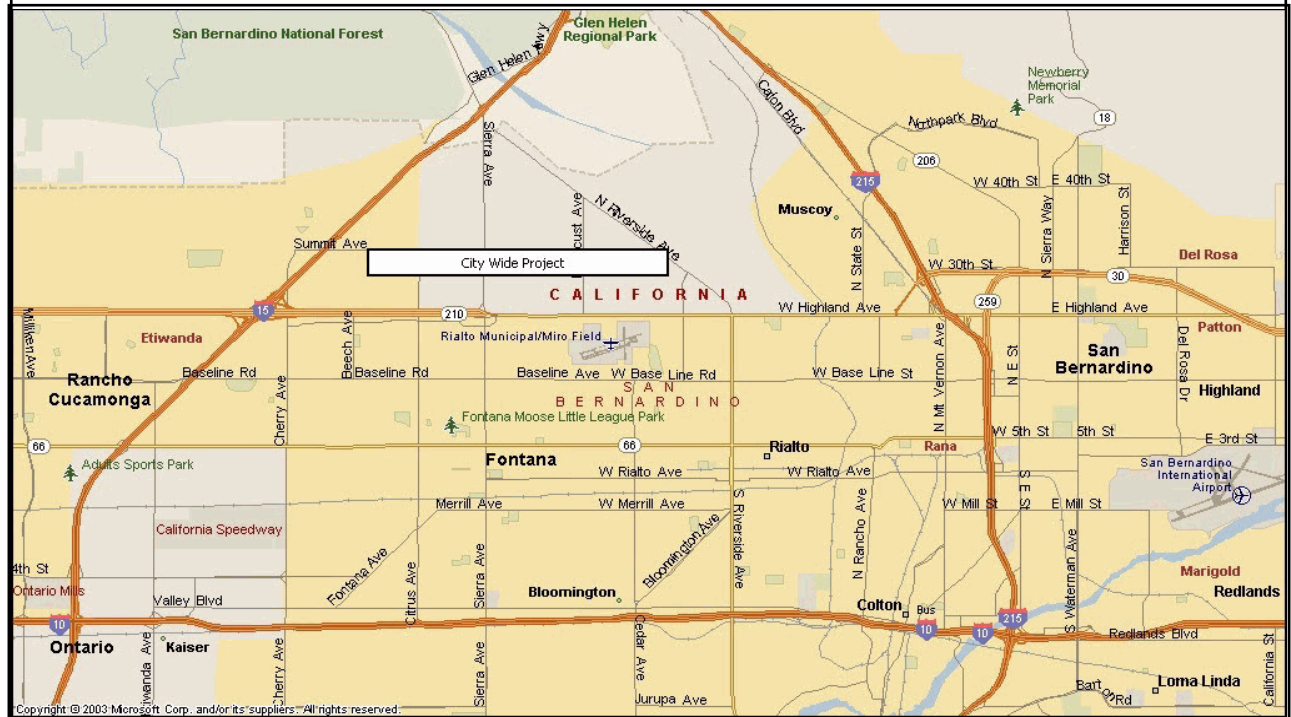 San Bernardino National Forest
Glen Helen
Regional Park
Glen Helen Pkwy
Newberry
Memorial
Park
Cajon Blvd
Northpark Blvd
18
206
Sierra Ave
215
W 40th St
E 40th St
N Riverside Ave
Muscoy
N State St
N Sierra Way
Harrison St
Summit Ave
City Wide Project
W 30th St
30
Del Rosa
CALIFORNIA
W Highland Ave
259
E Highland Ave
15
210
Milliken Ave
Etiwanda
Beech Ave
Rialto Municipal/Miro Field
N Mt Vernon Ave
N E St
San
Bernardino
Patton
Del Rosa Dr
Rancho
Cucamonga
Baseline Rd
Baseline Rd
Baseline Ave
W Base Line Rd
W Base Line St
Highland
Cherry Ave
SAN
BERNARDINO
Fontana Moose Little League Park
66
66
Rialto
Rana
W 5th St
5th St
E 3rd St
Adults Sports Park
Fontana
W Rialto Ave
W Rialto Ave
San Bernardino
International
Airport
Merrill Ave
W Merrill Ave
S Riverside Ave
W Mill St
S E St
E Mill St
California Speedway
Fontana Ave
Citrus Ave
Sierra Ave
Bloomington Ave
N Rancho Ave
S Waterman Ave
4th St
Ontario Mills
Valley Blvd
Bloomington
Colton
Bus
Marigold
Redlands
10
10
10
215
Redlands Blvd
Ontario
Kaiser
Etiwanda Ave
Cherry Ave
Sierra Ave
Cedar Ave
Jurupa Ave
Barton Rd
Loma Linda
California St
Copyright © 2003 Microsoft Corp. and/or its suppliers. All rights reserved.